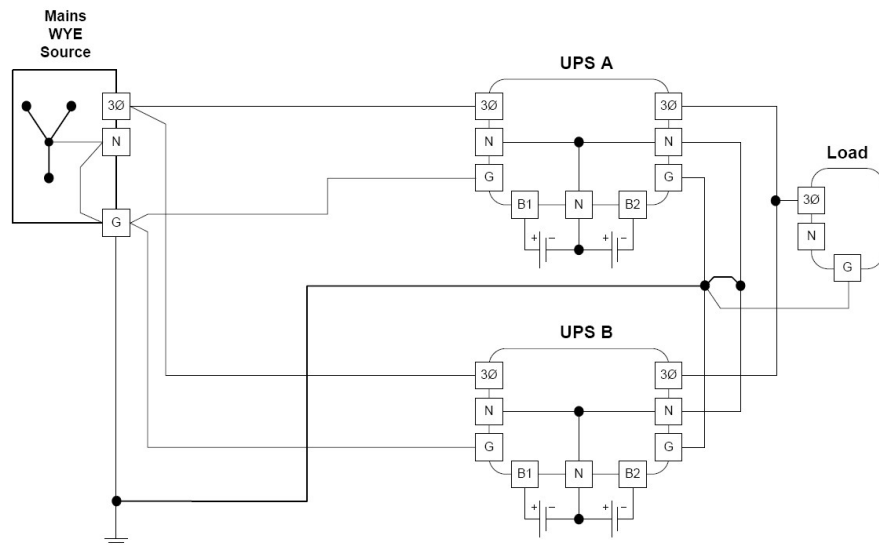 Mains
WYE
Source
3Ø
N
G
UPS A
3Ø
N
G
3Ø
N
G
B1
N
B2
+ −
+ −
Load
3Ø
N
G
UPS B
3Ø
N
G
3Ø
N
G
B1
N
B2
+ −
+ −